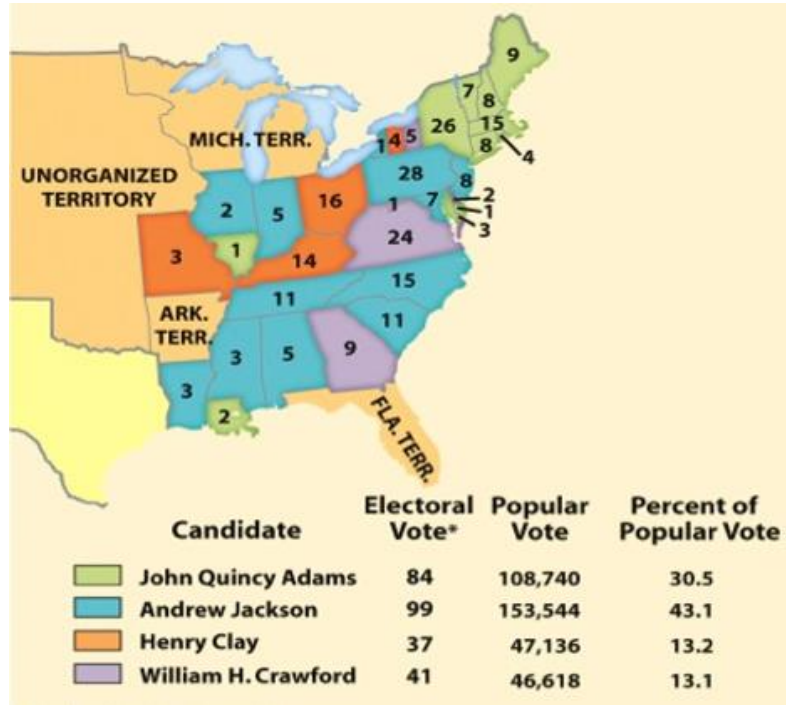 9
7
8
26
15
8
4
1
4
5
MICH. TERR.
UNORGANIZED
TERRITORY
28
8
2
1
3
7
1
2
5
16
24
3
1
14
15
11
ARK.
TERR.
11
3
5
9
3
2
FLA. TERR.
Candidate
Electoral
Vote*
Popular
Vote
Percent of
Popular Vote
John Quincy Adams 84 108,740 30.5
Andrew Jackson 99 153,544 43.1
Henry Clay 37 47,136 13.2
William H. Crawford 41 46,618 13.1